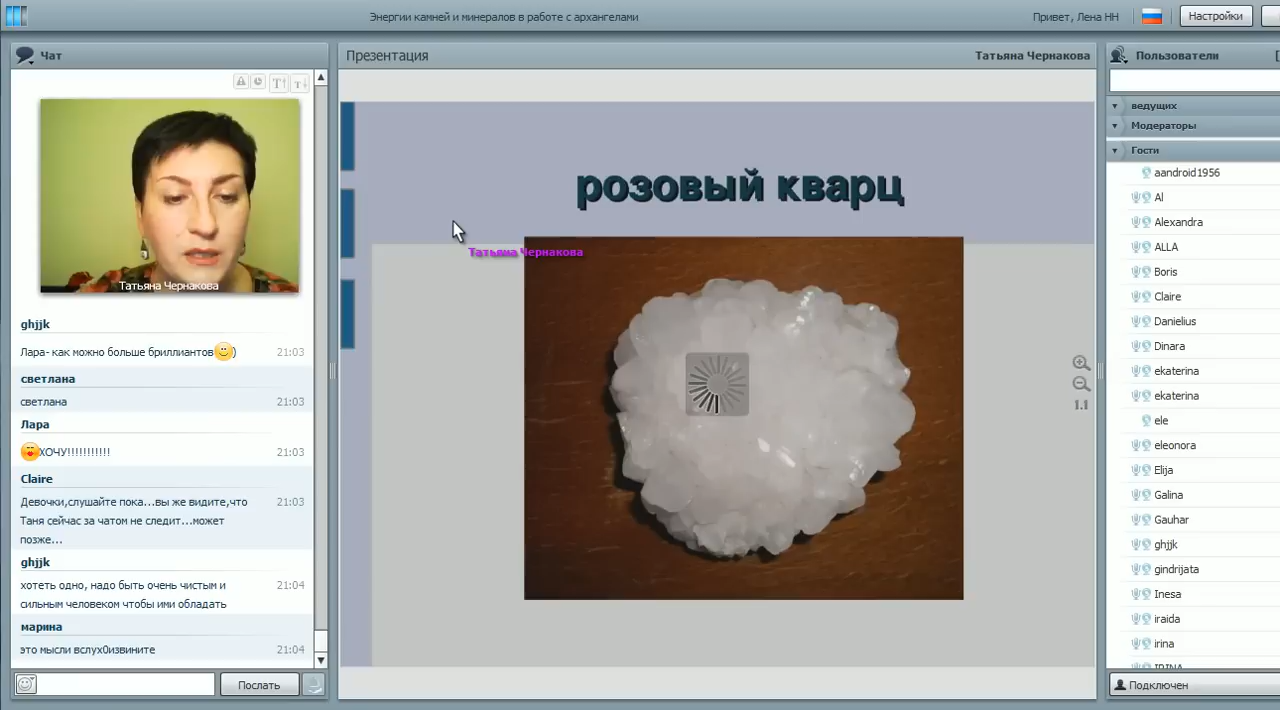 Энергии камней и минералов в работе с архангелами
Привет, Лена НН
Настройки
Чат
Татьяна Чернакова
ghjjk
Лара- как можно больше бриллиантов )
21:03
светлана
светлана
21:03
Лара
ХОЧУ!!!!!!!!!!!
21:03
Claire
Девочки,слушайте пока...вы же видите,что
21:03
Таня сейчас за чатом не следит...может
позже...
ghjjk
хотеть одно, надо быть очень чистым и
21:04
сильным человеком чтобы ими обладать
марина
это мысли вслух0извините
21:04
Послать
Презентация
Татьяна Чернакова
розовый кварц
Татьяна Чернакова
1:1
Пользователи
ведущих
Модераторы
Гости
aandroid1956
Al
Alexandra
ALLA
Boris
Claire
Danielius
Dinara
ekaterina
ekaterina
ele
eleonora
Elija
Galina
Gauhar
ghjjk
gindrijata
Inesa
iraida
irina
IRINA
Подключен